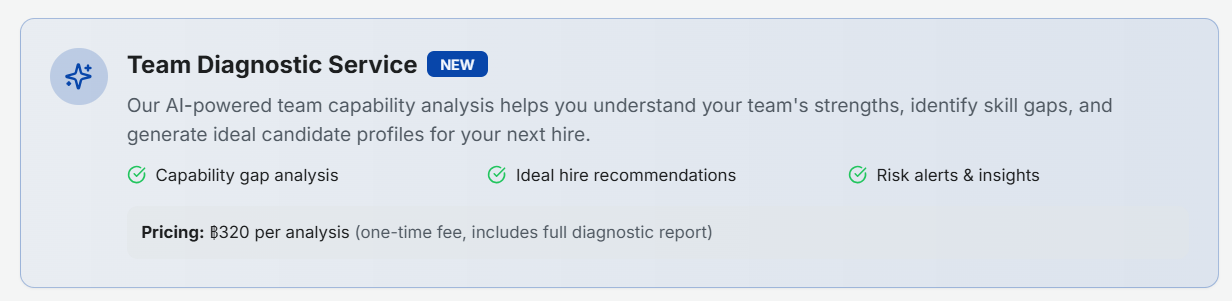 Team Diagnostic Service NEW
Our AI-powered team capability analysis helps you understand your team's strengths, identify skill gaps, and
generate ideal candidate profiles for your next hire.
Capability gap analysis Ideal hire recommendations Risk alerts & insights
Pricing: ฿320 per analysis (one-time fee, includes full diagnostic report)